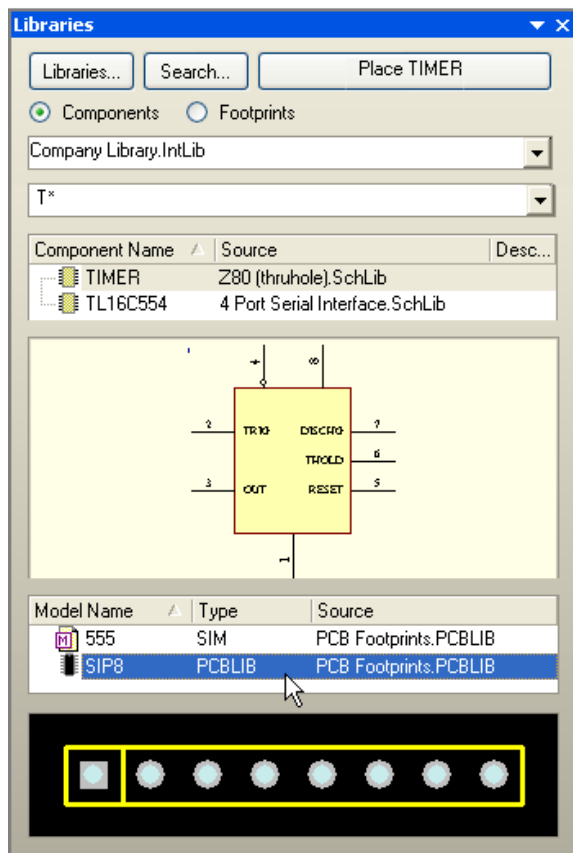 Libraries
Libraries... Search... Place TIMER
Components Footprints
Company Library.IntLib
T*
Component Name Source Desc...
TIMER Z80 (thruhole).SchLib
TL16C554 4 Port Serial Interface.SchLib
4 8
2 TRIG DISCHG 7
THOLD 6
3 OUT RESET 5
1
Model Name Type Source
555 SIM PCB Footprints.PCBLIB
SIP8 PCBLIB PCB Footprints.PCBLIB